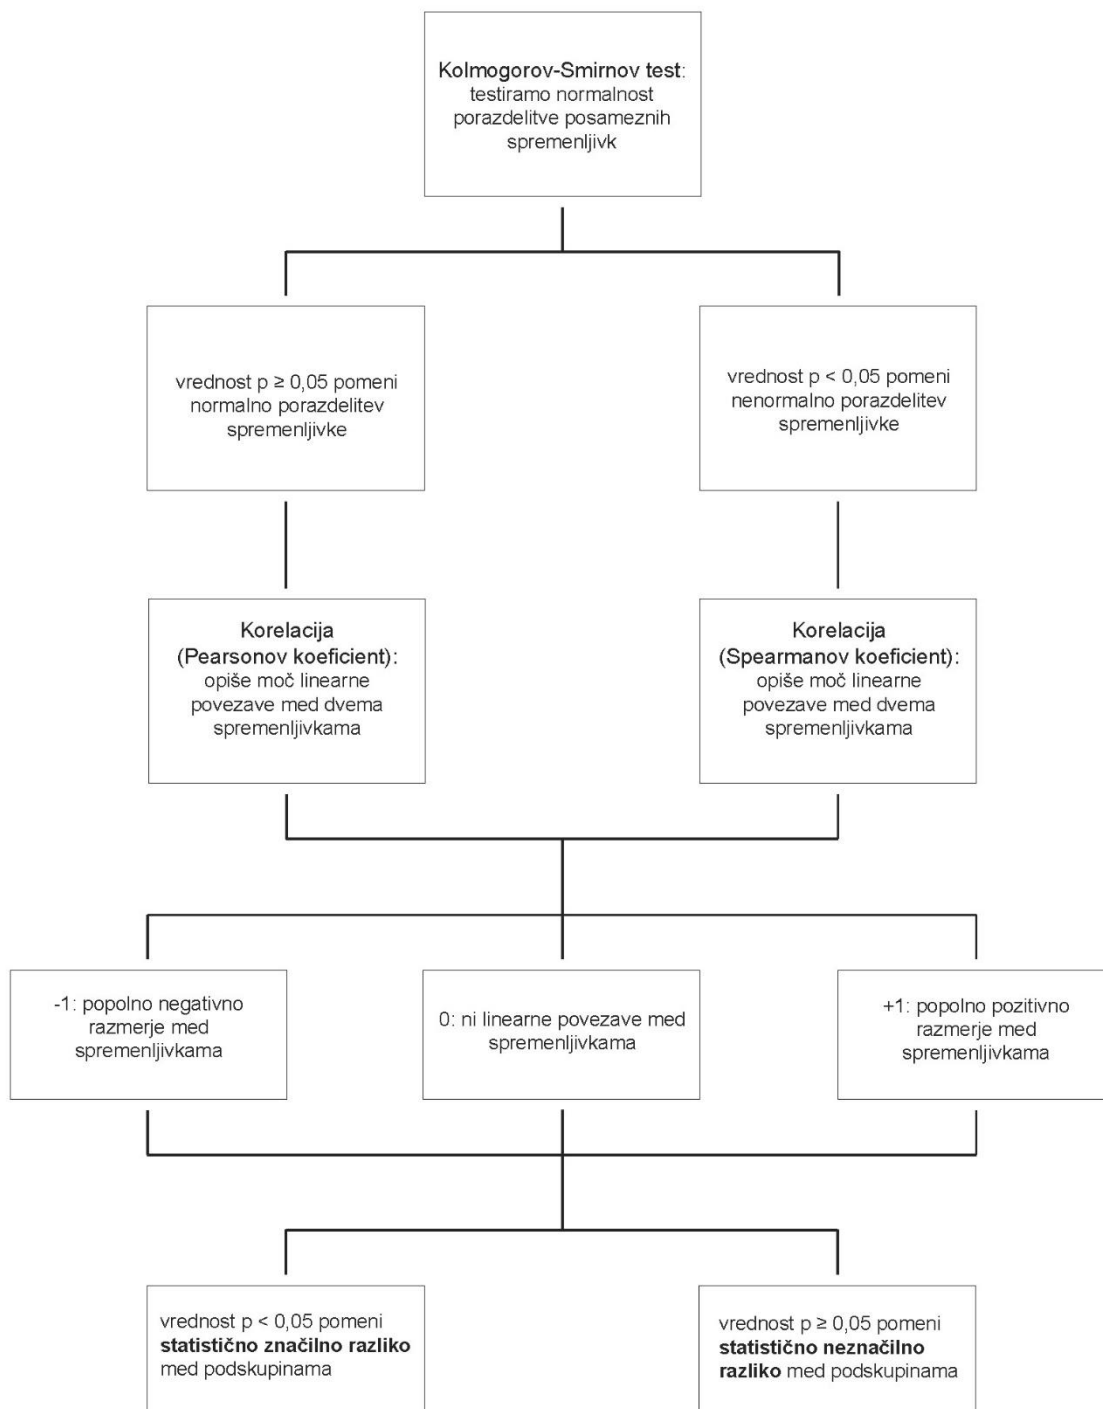 Kolmogorov-Smirnov test:
testiramo normalnost
porazdelitve posameznih
spremenljivk
vrednost p ≥ 0,05 pomeni
normalno porazdelitev
spremenljivke
vrednost p < 0,05 pomeni
nenormalno porazdelitev
spremenljivke
Korelacija
(Pearsonov koeficient):
opiše moč linearne
povezave med dvema
spremenljivkama
Korelacija
(Spearmanov koeficient):
opiše moč linearne
povezave med dvema
spremenljivkama
-1: popolno negativno
razmerje med
spremenljivkama
0: ni linearne povezave med
spremenljivkama
+1: popolno pozitivno
razmerje med
spremenljivkama
vrednost p < 0,05 pomeni
statistično značilno razliko
med podskupinama
vrednost p ≥ 0,05 pomeni
statistično neznačilno
razliko med podskupinama